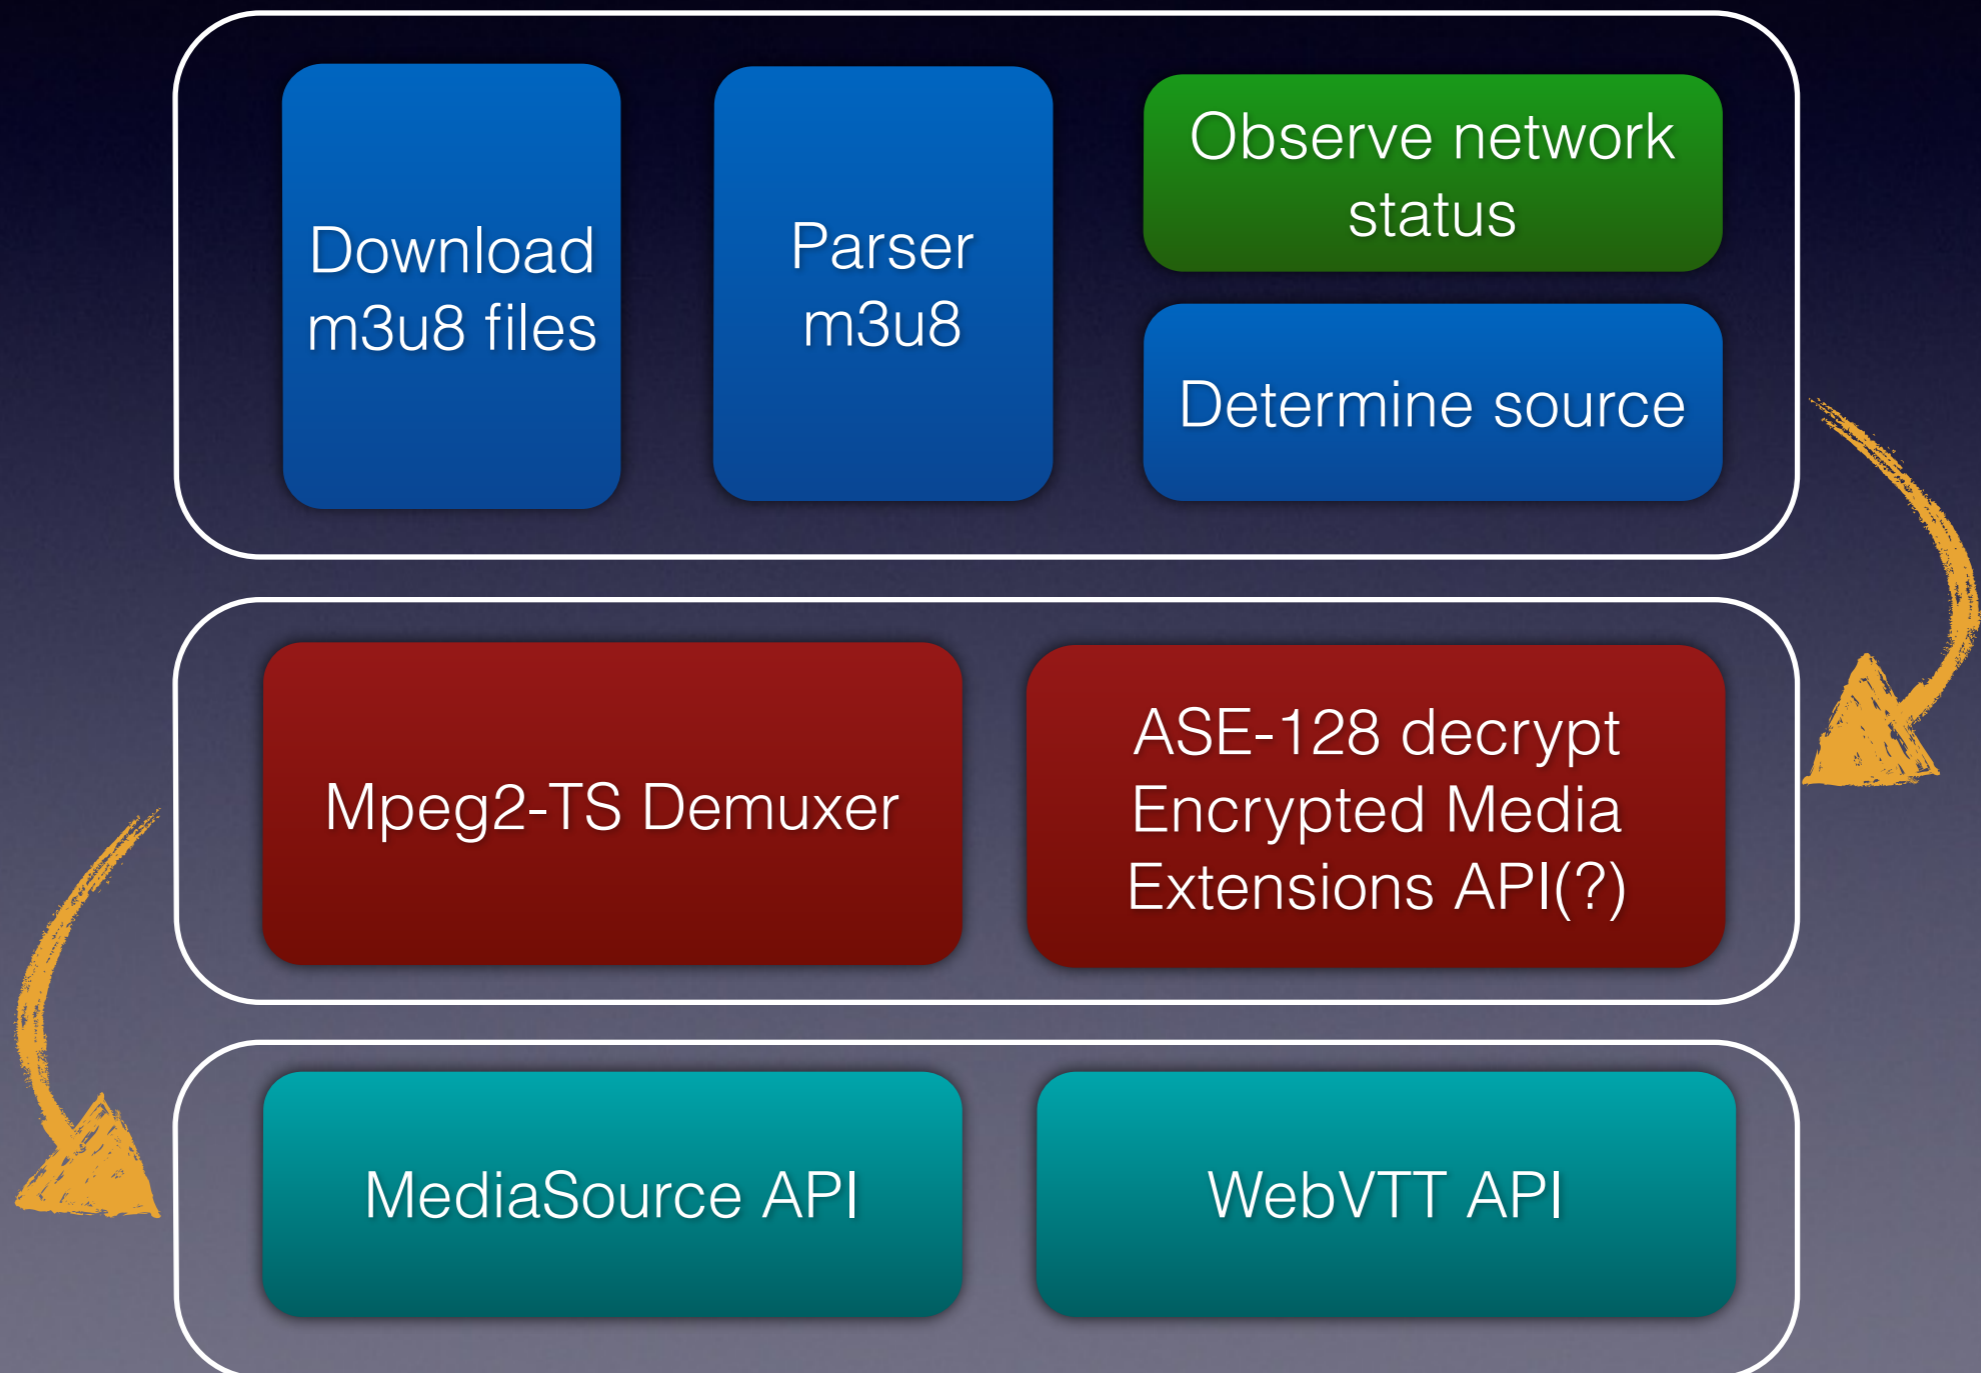 Download
m3u8 files
Parser
m3u8
Observe network
status
Determine source
Mpeg2-TS Demuxer
ASE-128 decrypt
Encrypted Media
Extensions API(?)
MediaSource API
WebVTT API